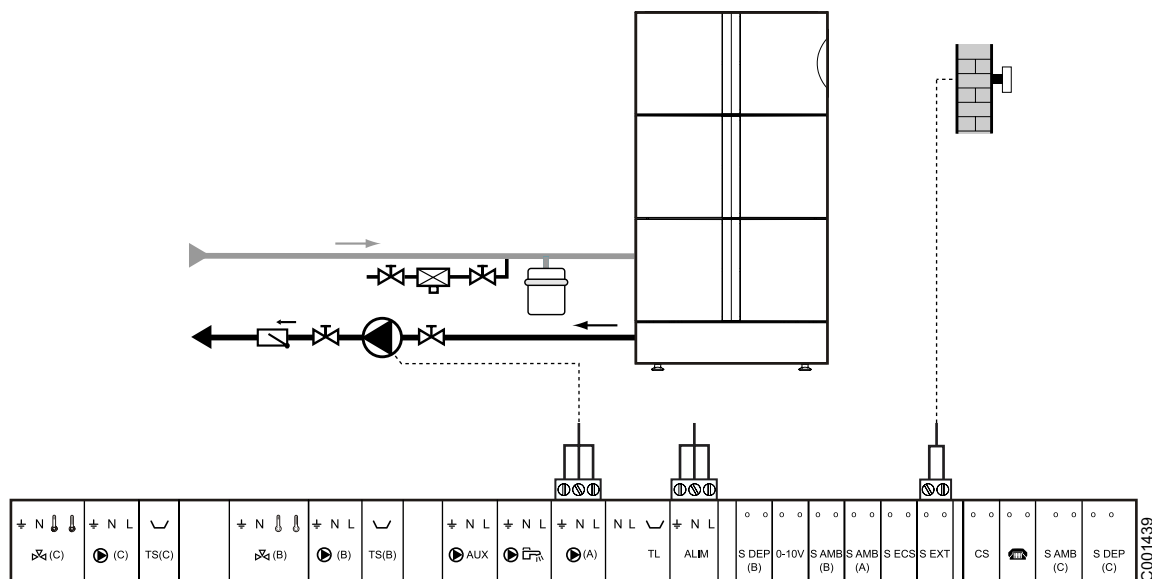 N
(C)
N L
(C)
TS(C)
N
(B)
N L
(B)
TS(B)
N L
AUX
N L
N L
(A)
N L
TL
N L
ALIM
S DEP
(B)
0-10V
S AMB
(B)
S AMB
(A)
S ECS
S EXT
CS
S AMB
(C)
S DEP
(C)
C001439